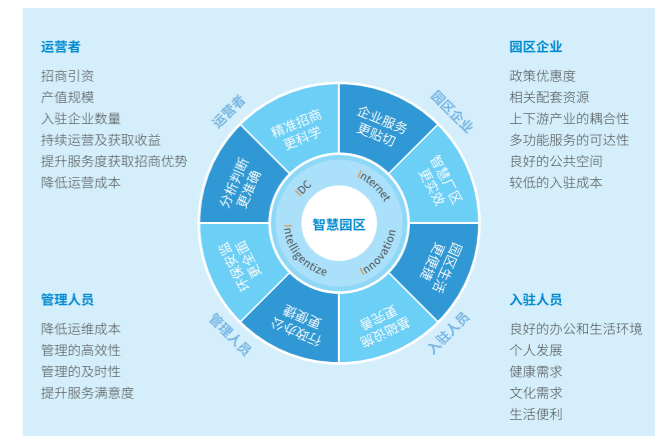 运营者
招商引资
产值规模
入驻企业数量
持续运营及获取收益
提升服务度获取招商优势
降低运营成本
园区企业
政策优惠度
相关配套资源
上下游产业的耦合性
多功能服务的可达性
良好的公共空间
较低的入驻成本
运营者
园区企业
精准招商
更科学
企业服务
更贴切
分析判断
更准确
智慧厂区
更实效
IDC
Internet
智慧园区
Intelligentize
Innovation
环保安监
更全面
园区生活
更便捷
行政办公
更便捷
基础设施
更完善
管理人员
入驻人员
管理人员
降低运维成本
管理的高效性
管理的及时性
提升服务满意度
入驻人员
良好的办公和生活环境
个人发展
健康需求
文化需求
生活便利